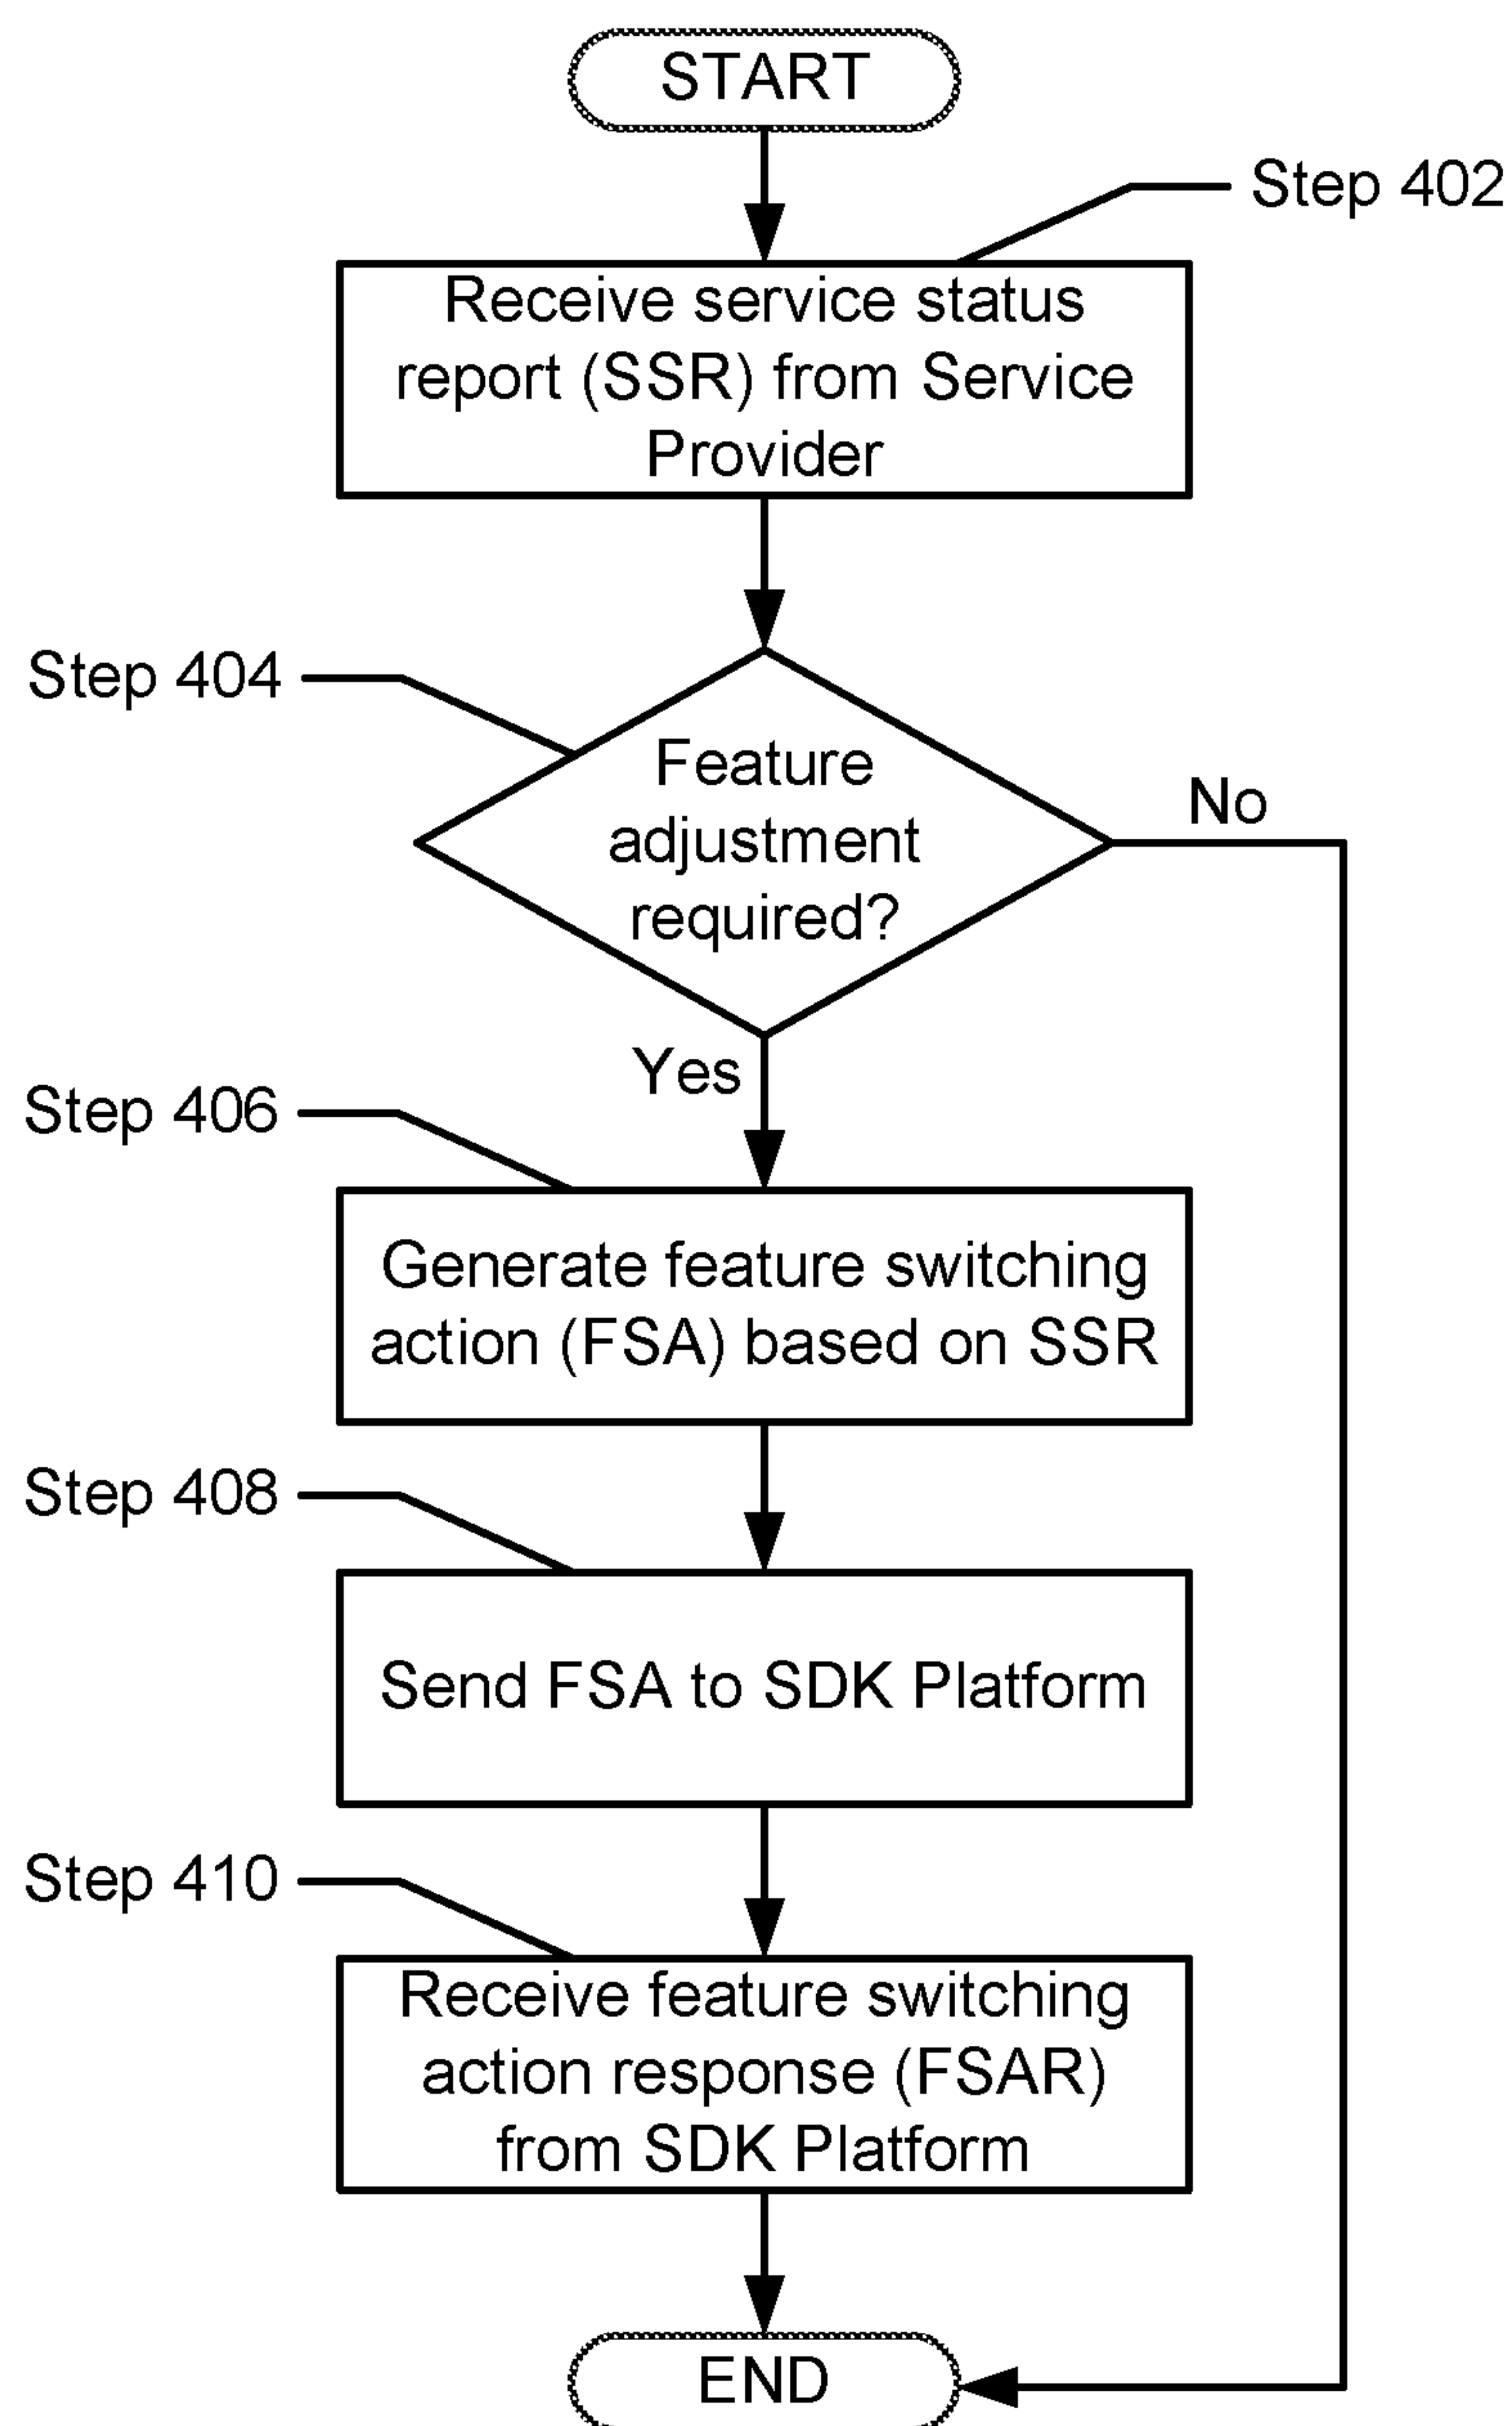 START
Step 402
Receive service status
report (SSR) from Service
Provider
Step 404
Feature
adjustment
required?
No
Yes
Step 406
Generate feature switching
action (FSA) based on SSR
Step 408
Send FSA to SDK Platform
Step 410
Receive feature switching
action response (FSAR)
from SDK Platform
END